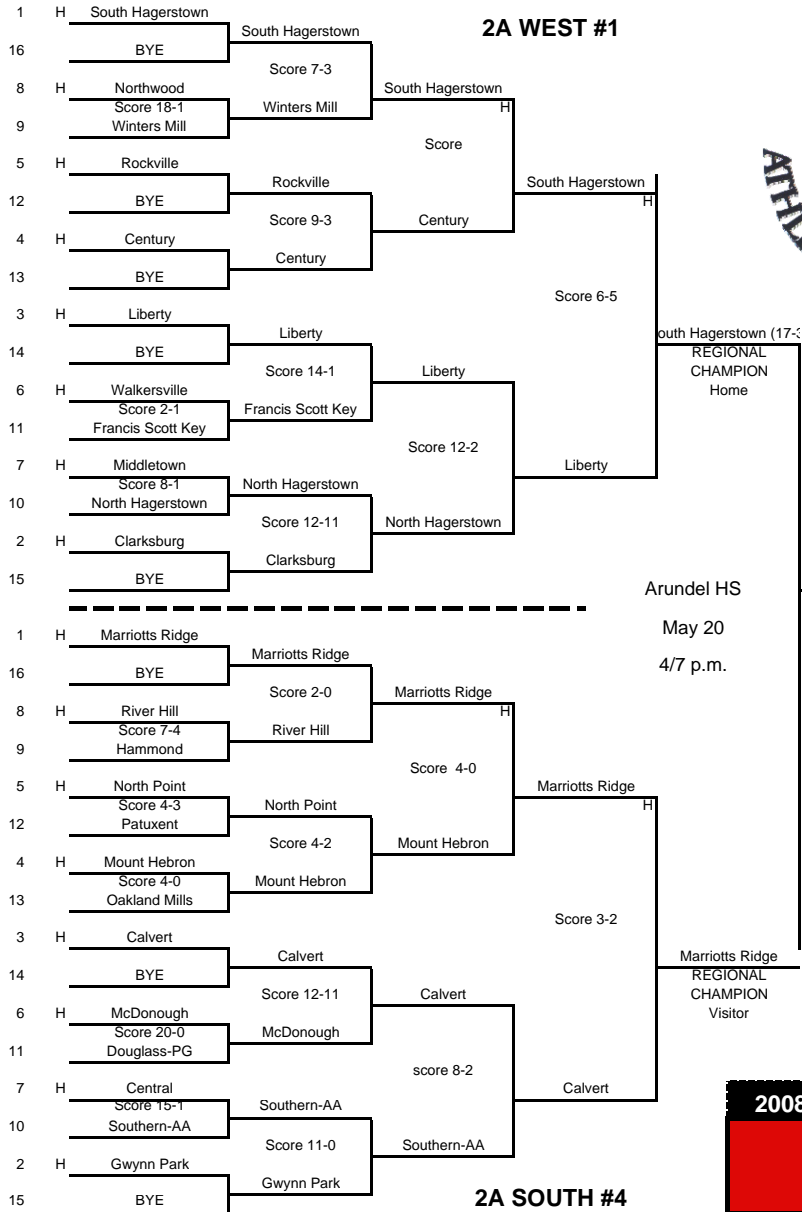 1 H South Hagerstown
2A WEST #1
South Hagerstown
16 BYE
Score 7-3
8 H Northwood
South Hagerstown
Score 18-1
Winters Mill
H
9 Winters Mill
Score
5 H Rockville
Rockville
South Hagerstown
12 BYE
H
Score 9-3
4 H Century
Century
Century
13 BYE
Score 6-5
3 H Liberty
Liberty
outh Hagerstown (17-3
14 BYE
REGIONAL
CHAMPION
Home
Score 14-1
Liberty
6 H Walkersville
Score 2-1
Francis Scott Key
11 Francis Scott Key
Score 12-2
7 H Middletown
Liberty
Score 8-1
North Hagerstown
10 North Hagerstown
Score 12-11
North Hagerstown
2 H Clarksburg
Clarksburg
15 BYE
Arundel HS
May 20
4/7 p.m.
1 H Marriotts Ridge
Marriotts Ridge
16 BYE
Score 2-0
Marriotts Ridge
8 H River Hill
H
Score 7-4
River Hill
9 Hammond
Score 4-0
5 H North Point
Marriotts Ridge
Score 4-3
North Point
H
12 Patuxent
Score 4-2
Mount Hebron
4 H Mount Hebron
Score 4-0
Mount Hebron
13 Oakland Mills
Score 3-2
3 H Calvert
Calvert
Marriotts Ridge
14 BYE
REGIONAL
CHAMPION
Visitor
Score 12-11
Calvert
6 H McDonough
Score 20-0
McDonough
11 Douglass-PG
score 8-2
7 H Central
Calvert
Score 15-1
Southern-AA
10 Southern-AA
2008
Score 11-0
Southern-AA
2 H Gwynn Park
Gwynn Park
15 BYE
2A SOUTH #4